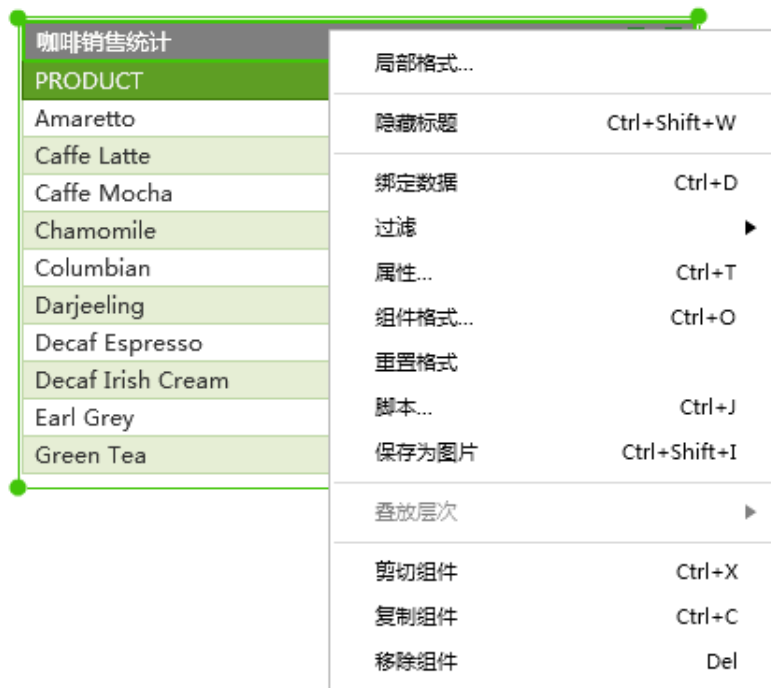 咖啡销售统计
PRODUCT
Amaretto
Caffe Latte
Caffe Mocha
Chamomile
Columbian
Darjeeling
Decaf Espresso
Decaf Irish Cream
Earl Grey
Green Tea
局部格式...
隐藏标题 Ctrl+Shift+W
绑定数据 Ctrl+D
过滤
属性... Ctrl+T
组件格式... Ctrl+O
重置格式
脚本... Ctrl+J
保存为图片 Ctrl+Shift+I
叠放层次
剪切组件 Ctrl+X
复制组件 Ctrl+C
移除组件 Del